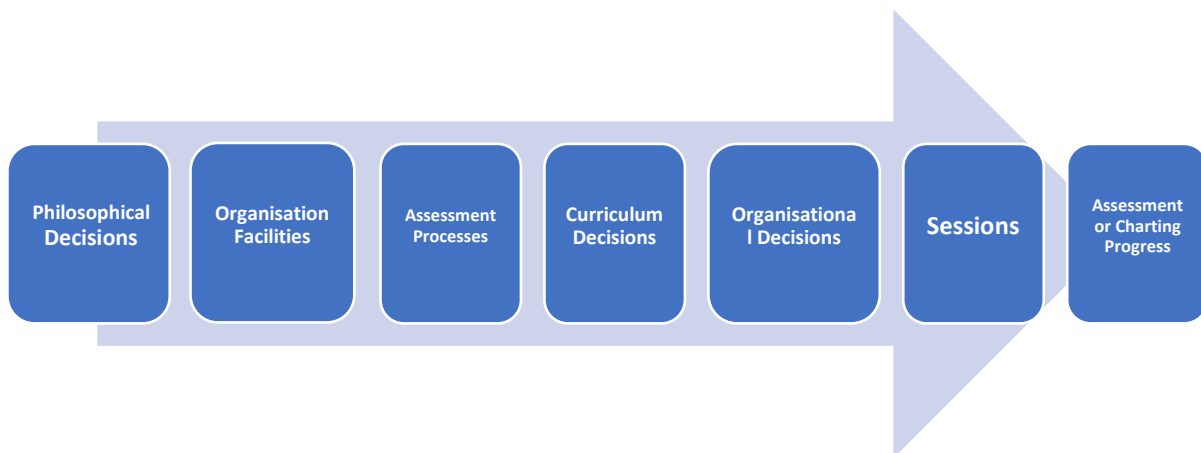 Philosophical
Decisions
Organisation
Facilities
Assessment
Processes
Curriculum
Decisions
Organisationa
l Decisions
Sessions
Assessment
or Charting
Progress